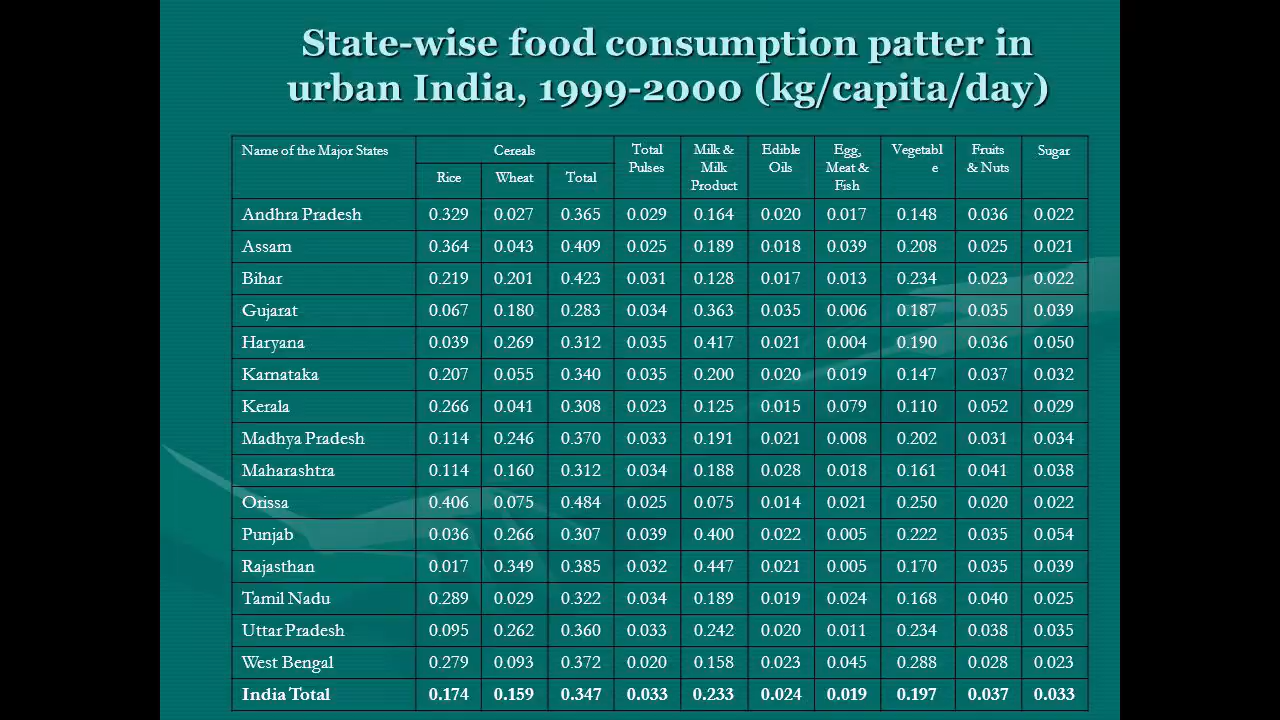 State-wise food consumption patter in
urban India, 1999-2000 (kg/capita/day)
Name of the Major States Cereals Total Pulses Milk & Milk Product Edible Oils Egg, Meat & Fish Vegetabl e Fruits & Nuts Sugar
Rice Wheat Total
Andhra Pradesh 0.329 0.027 0.365 0.029 0.164 0.020 0.017 0.148 0.036 0.022
Assam 0.364 0.043 0.409 0.025 0.189 0.018 0.039 0.208 0.025 0.021
Bihar 0.219 0.201 0.423 0.031 0.128 0.017 0.013 0.234 0.023 0.022
Gujarat 0.067 0.180 0.283 0.034 0.363 0.035 0.006 0.187 0.035 0.039
Haryana 0.039 0.269 0.312 0.035 0.417 0.021 0.004 0.190 0.036 0.050
Karnataka 0.207 0.055 0.340 0.035 0.200 0.020 0.019 0.147 0.037 0.032
Kerala 0.266 0.041 0.308 0.023 0.125 0.015 0.079 0.110 0.052 0.029
Madhya Pradesh 0.114 0.246 0.370 0.033 0.191 0.021 0.008 0.202 0.031 0.034
Maharashtra 0.114 0.160 0.312 0.034 0.188 0.028 0.018 0.161 0.041 0.038
Orissa 0.406 0.075 0.484 0.025 0.075 0.014 0.021 0.250 0.020 0.022
Punjab 0.036 0.266 0.307 0.039 0.400 0.022 0.005 0.222 0.035 0.054
Rajasthan 0.017 0.349 0.385 0.032 0.447 0.021 0.005 0.170 0.035 0.039
Tamil Nadu 0.289 0.029 0.322 0.034 0.189 0.019 0.024 0.168 0.040 0.025
Uttar Pradesh 0.095 0.262 0.360 0.033 0.242 0.020 0.011 0.234 0.038 0.035
West Bengal 0.279 0.093 0.372 0.020 0.158 0.023 0.045 0.288 0.028 0.023
India Total 0.174 0.159 0.347 0.033 0.233 0.024 0.019 0.197 0.037 0.033